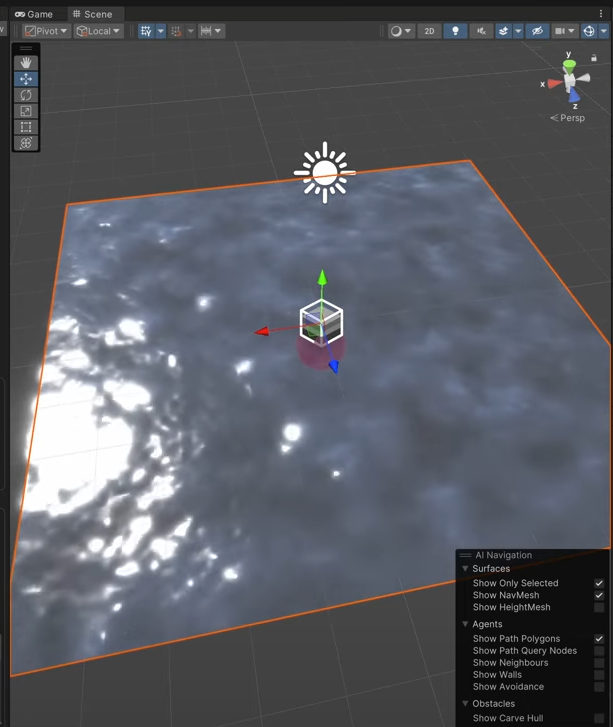 Game
Scene
Pivot
Local
2D
y
x
z
Persp
AI Navigation
Surfaces
Show Only Selected
Show NavMesh
Show HeightMesh
Agents
Show Path Polygons
Show Path Query Nodes
Show Neighbours
Show Walls
Show Avoidance
Obstacles
Show Carve Hull